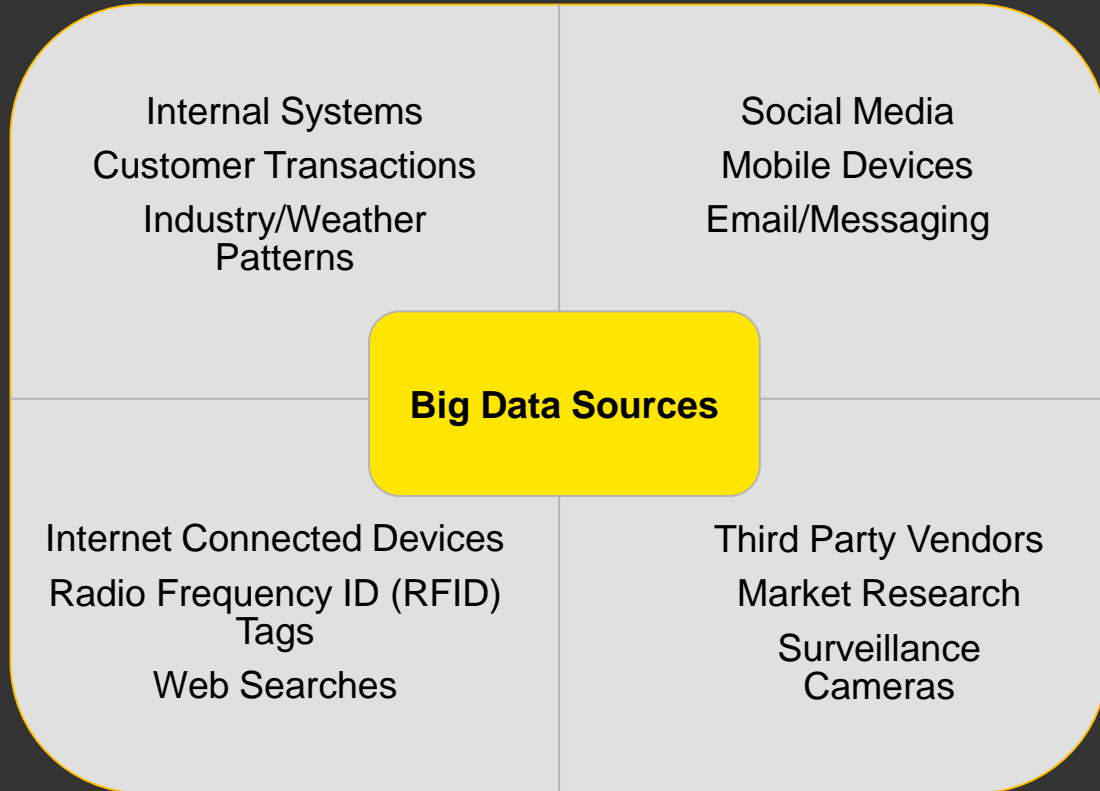 Internal Systems
Customer Transactions
Industry/Weather
Patterns
Social Media
Mobile Devices
Email/Messaging
Big Data Sources
Internet Connected Devices
Radio Frequency ID (RFID)
Tags
Web Searches
Third Party Vendors
Market Research
Surveillance
Cameras